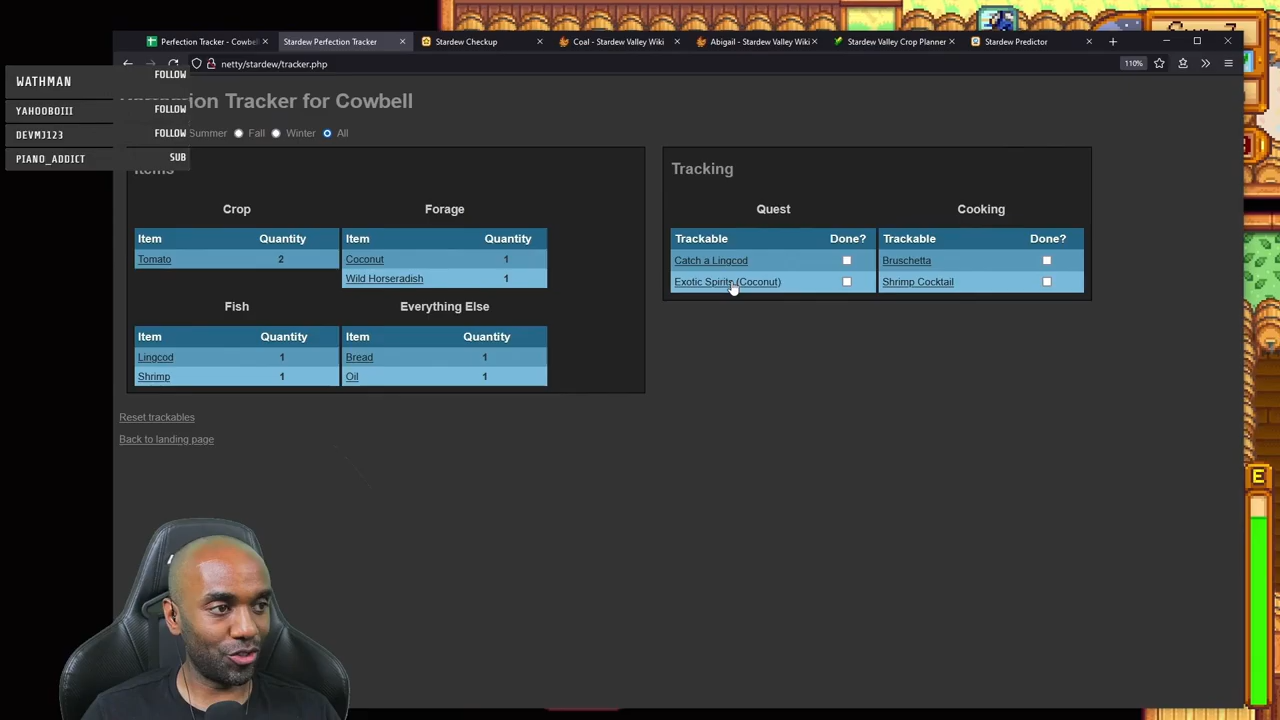 Perfection Tracker - Cowbell
Stardew Perfection Tracker
Stardew Checkup
Coal - Stardew Valley Wiki
Abigail - Stardew Valley Wiki
Stardew Valley Crop Planner
Stardew Predictor
netty/stardew/tracker.php
110%
WATHMAN FOLLOW
YAHOOBOIII FOLLOW
DEVMJ123 FOLLOW
PIANO_ADDICT SUB
ion Tracker for Cowbell
Summer Fall Winter All
Items
Tracking
Crop
Forage
Quest
Cooking
Item Quantity
Item Quantity
Trackable Done?
Trackable Done?
Tomato 2
Coconut 1
Catch a Lingcod
Bruschetta
Wild Horseradish 1
Exotic Spirits (Coconut)
Shrimp Cocktail
Fish
Everything Else
Item Quantity
Item Quantity
Lingcod 1
Bread 1
Shrimp 1
Oil 1
Reset trackables
Back to landing page
E